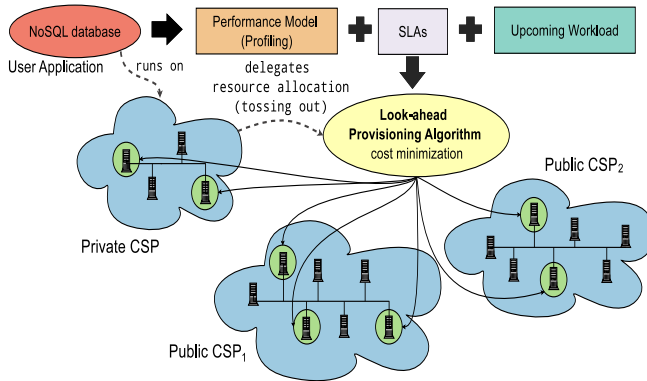 NoSQL database
Performance Model
(Profiling)
SLAs
Upcoming Workload
User Application
runs on
delegates
resource allocation
(tossing out)
Look-ahead
Provisioning Algorithm
cost minimization
Public CSP2
Private CSP
Public CSP1